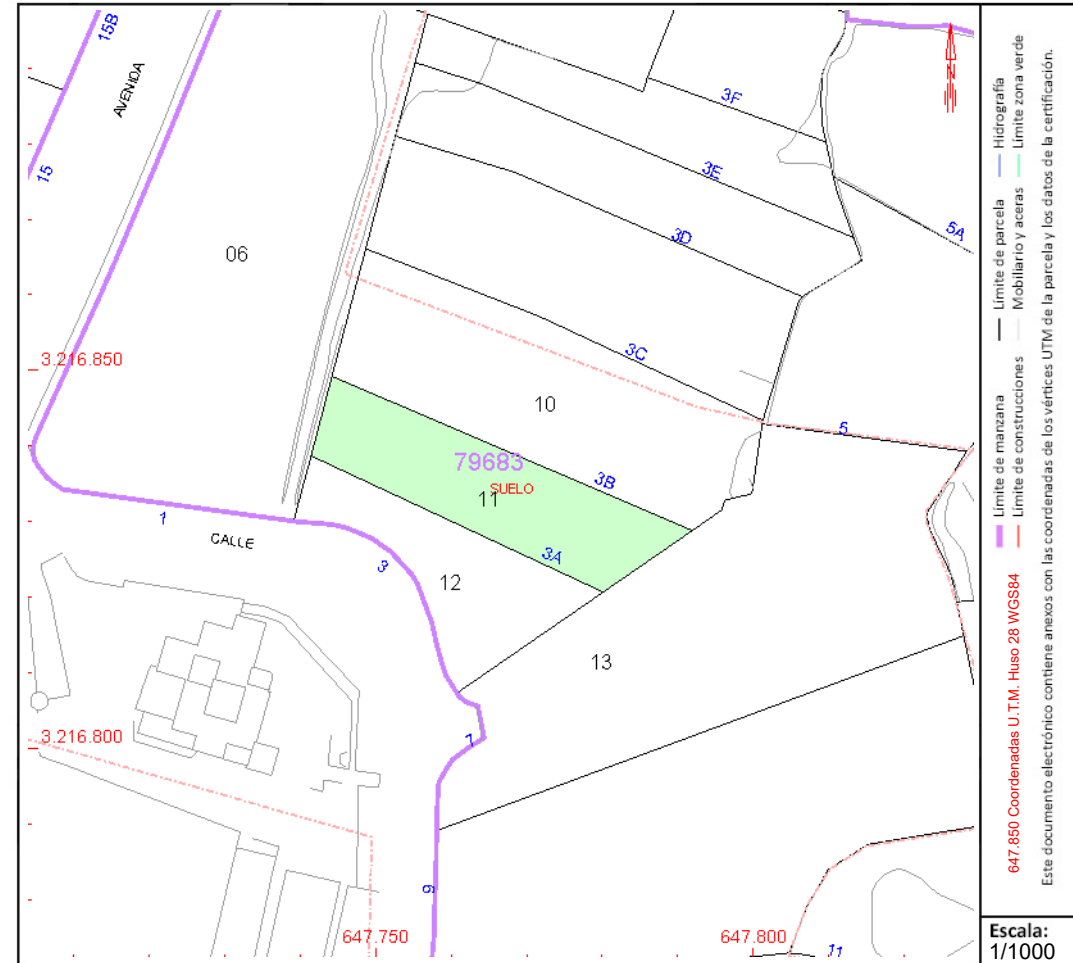 15B
AVENIDA
15
06
3F
3E
3D
5A
3.216.850
3C
10
5
79683
SUELO
11
3B
1
CALLE
3
3A
12
13
3.216.800
7
9
647.750
647.800
11
N
Límite de manzana
Límite de parcela
Hidrografía
Límite de construcciones
Mobiliario y aceras
Límite zona verde
647.850 Coordenadas U.T.M. Huso 28 WGS84
Este documento electrónico contiene anexos con las coordenadas de los vértices UTM de la parcela y los datos de la certificación.
Escala:
1/1000